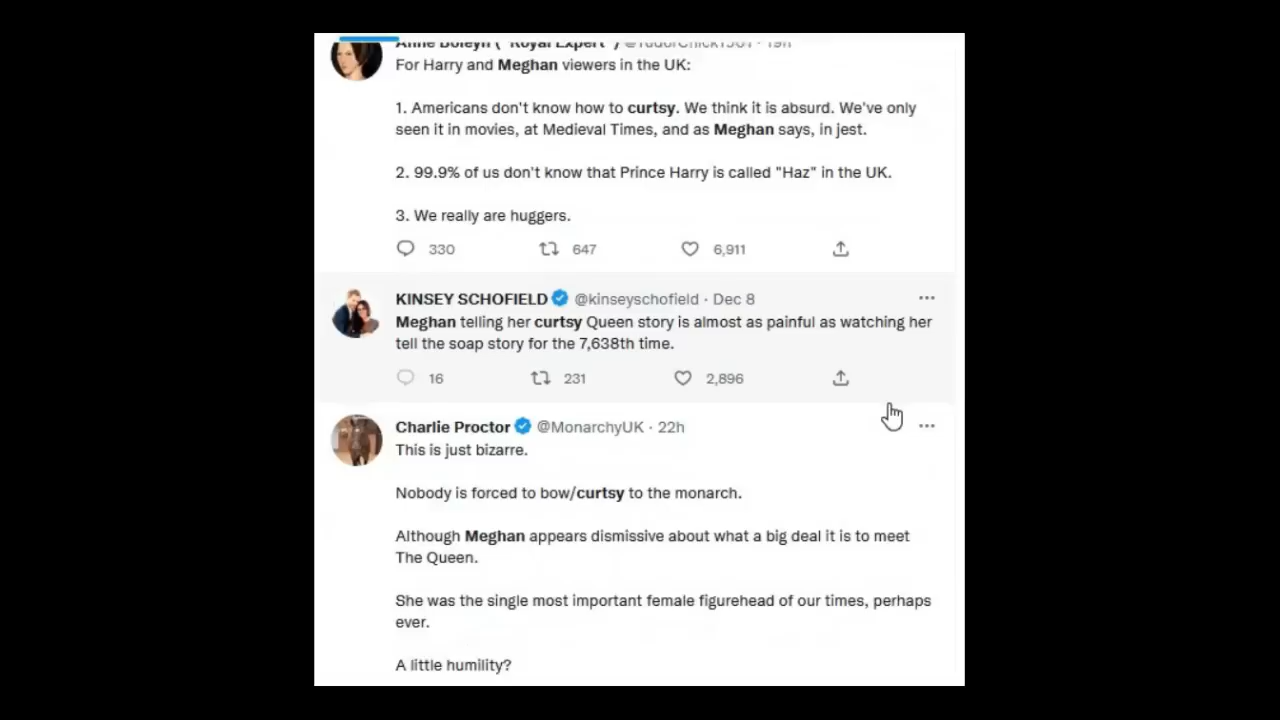 Anne Boleyn ( "Royal Expert" ) @TudorChick1501 · 19h
For Harry and Meghan viewers in the UK:
1. Americans don't know how to curtsy. We think it is absurd. We've only
seen it in movies, at Medieval Times, and as Meghan says, in jest.
2. 99.9% of us don't know that Prince Harry is called "Haz" in the UK.
3. We really are huggers.
330 647 6,911
KINSEY SCHOFIELD @kinseyschofield · Dec 8
Meghan telling her curtsy Queen story is almost as painful as watching her
tell the soap story for the 7,638th time.
16 231 2,896
Charlie Proctor @MonarchyUK · 22h
This is just bizarre.
Nobody is forced to bow/curtsy to the monarch.
Although Meghan appears dismissive about what a big deal it is to meet
The Queen.
She was the single most important female figurehead of our times, perhaps
ever.
A little humility?